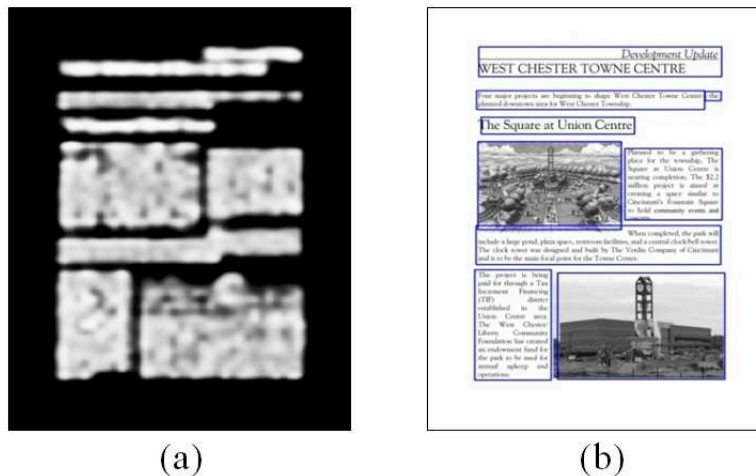 Development Update
WEST CHESTER TOWNE CENTRE
Four major projects are beginning to shape West Chester Towne Centre, the
planned downtown area for West Chester Township.
The Square at Union Centre
Planned to be a gathering
place for the township, The
Square at Union Centre is
nearing completion. The $2.2
million project is aimed at
creating a space similar to
Cincinnati's Fountain Square
to hold community events and
concerts.
When completed, the park will
include a large pond, plaza space, restroom facilities, and a central clock/bell tower.
The clock tower was designed and built by The Verdin Company of Cincinnati
and is to be the main focal point for the Towne Centre.
The project is being
paid for through a Tax
Increment Financing
(TIF) district
established in the
Union Centre area.
The West Chester/
Liberty Community
Foundation has created
an endowment fund for
the park to be used for
annual upkeep and
operations.
(a)
(b)